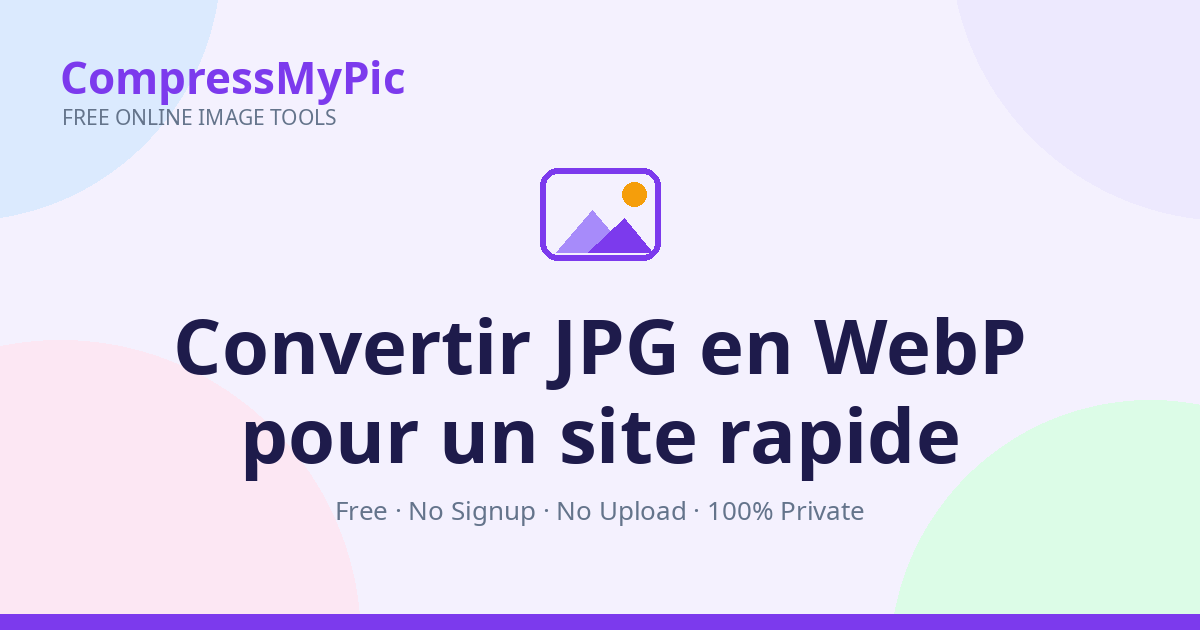 CompressMyPic
FREE ONLINE IMAGE TOOLS
Convertir JPG en WebP
pour un site rapide
Free · No Signup · No Upload · 100% Private